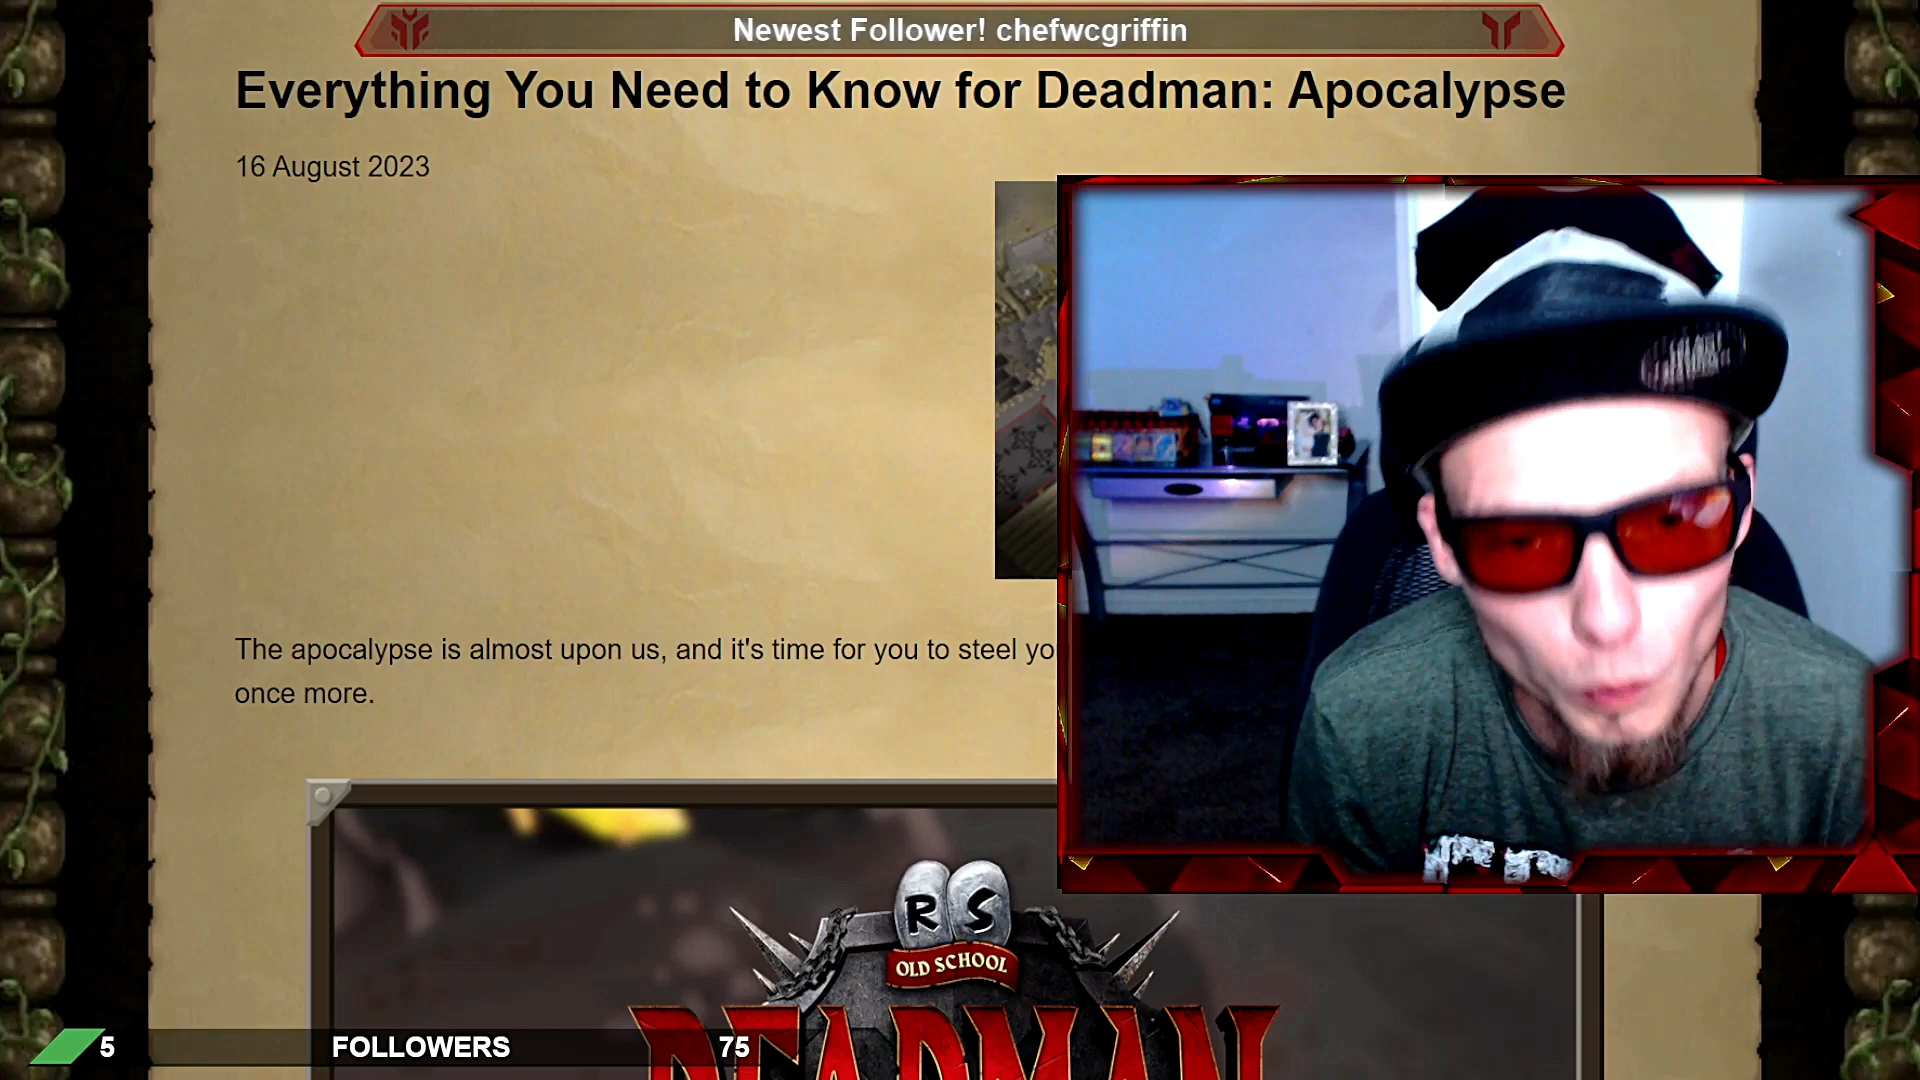 Newest Follower! chefwcgriffin
Everything You Need to Know for Deadman: Apocalypse
16 August 2023
The apocalypse is almost upon us, and it's time for you to steel yo
once more.
R S
OLD SCHOOL
DEADMAN
5 FOLLOWERS 75